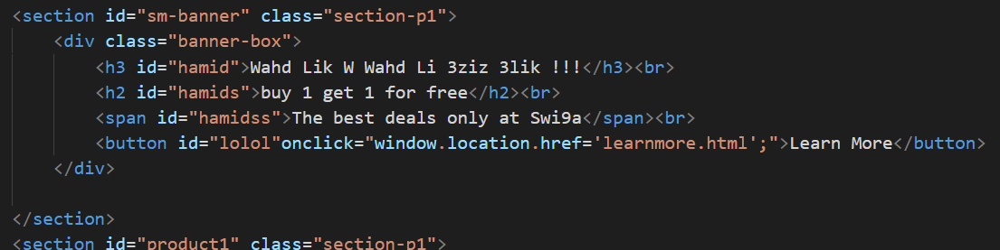 <section id="sm-banner" class="section-p1">
<div class="banner-box">
<h3 id="hamid">Wahd Lik W Wahd Li 3ziz 3lik !!!</h3><br>
<h2 id="hamids">buy 1 get 1 for free</h2><br>
<span id="hamidss">The best deals only at Swi9a</span><br>
<button id="lolol"onclick="window.location.href='learnmore.html';">Learn More</button>
</div>
</section>
<section id="product1" class="section-p1">